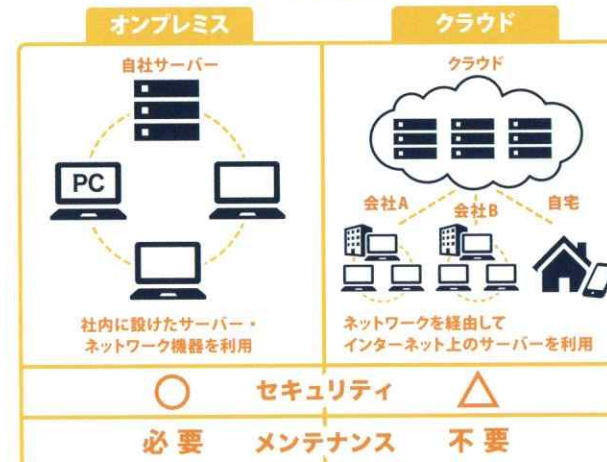 オンプレミス
クラウド
自社サーバー
PC
社内に設けたサーバー・
ネットワーク機器を利用
クラウド
会社A
会社B
自宅
ネットワークを経由して
インターネット上のサーバーを利用
○ セキュリティ △
必要 メンテナンス 不要